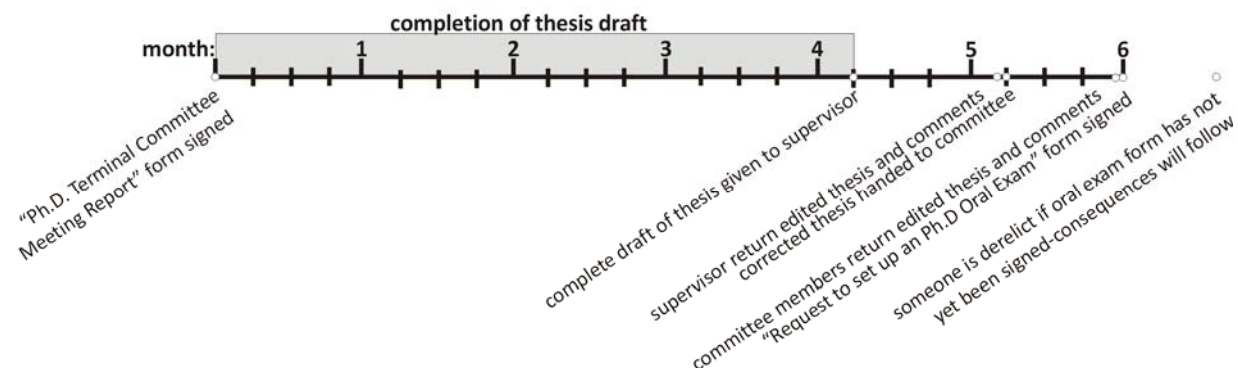 completion of thesis draft
month: 1 2 3 4 5 6
“Ph.D. Terminal Committee
Meeting Report” form signed
complete draft of thesis given to supervisor
supervisor return edited thesis and comments
corrected thesis handed to committee
committee members return edited thesis and comments
“Request to set up an Ph.D Oral Exam” form signed
someone is derelict if oral exam form has not
yet been signed-consequences will follow